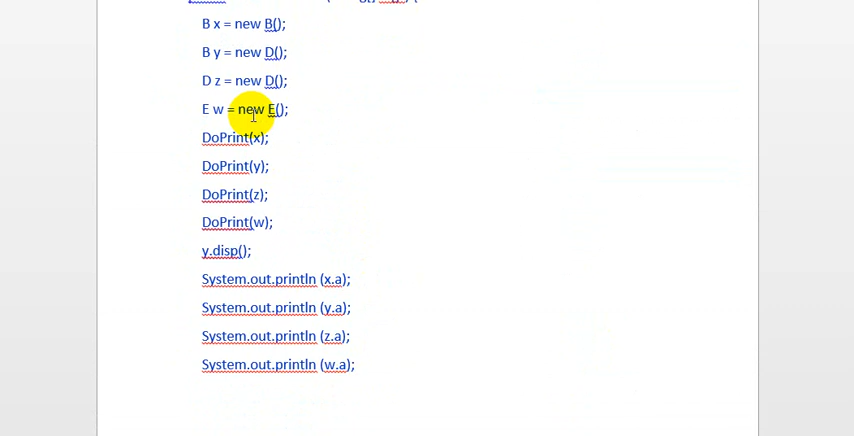 B x = new B();
B y = new D();
D z = new D();
E w = new E();
DoPrint(x);
DoPrint(y);
DoPrint(z);
DoPrint(w);
y.disp();
System.out.println (x.a);
System.out.println (y.a);
System.out.println (z.a);
System.out.println (w.a);